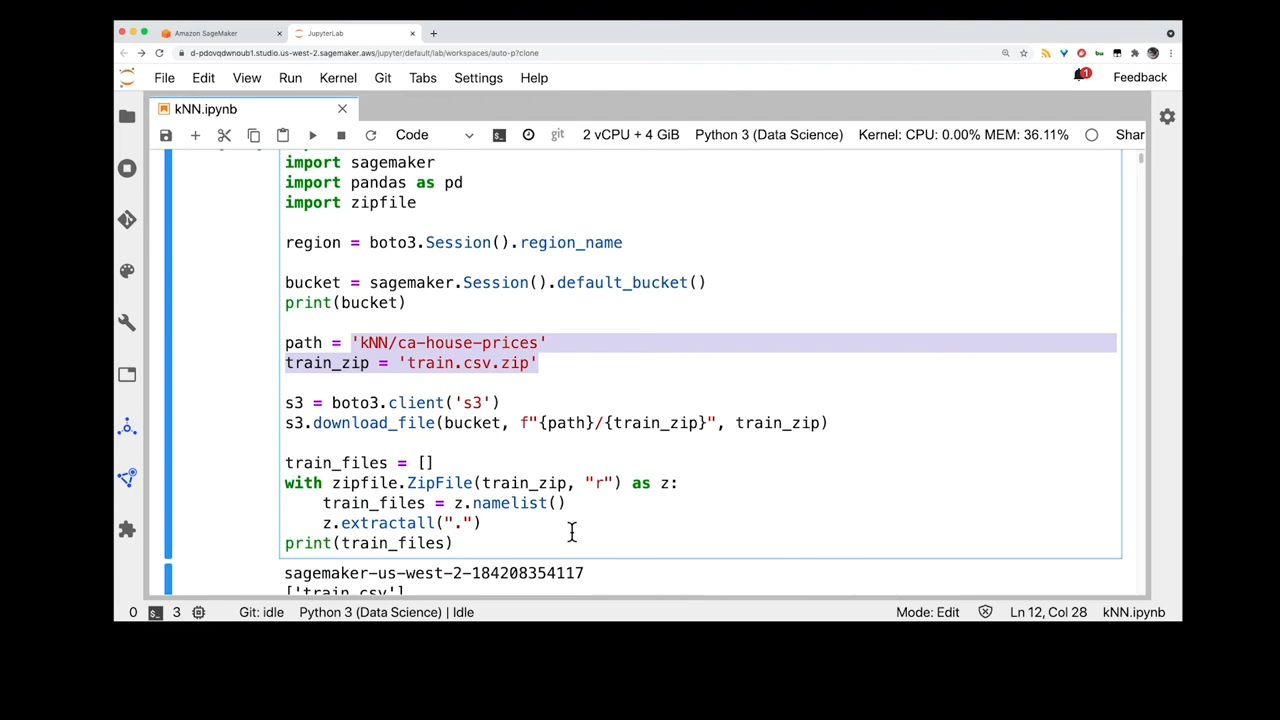 Amazon SageMaker
JupyterLab
d-pdovqdwnoub1.studio.us-west-2.sagemaker.aws/jupyter/default/lab/workspaces/auto-p?clone
File Edit View Run Kernel Git Tabs Settings Help
1
Feedback
kNN.ipynb
Code
git
2 vCPU + 4 GiB
Python 3 (Data Science)
Kernel: CPU: 0.00% MEM: 36.11%
Shar
import sagemaker
import pandas as pd
import zipfile
region = boto3.Session().region_name
bucket = sagemaker.Session().default_bucket()
print(bucket)
path = 'kNN/ca-house-prices'
train_zip = 'train.csv.zip'
s3 = boto3.client('s3')
s3.download_file(bucket, f"{path}/{train_zip}", train_zip)
train_files = []
with zipfile.ZipFile(train_zip, "r") as z:
    train_files = z.namelist()
    z.extractall(".")
print(train_files)
sagemaker-us-west-2-184208354117
['train.csv']
0 3 Git: idle Python 3 (Data Science) | Idle Mode: Edit Ln 12, Col 28 kNN.ipynb